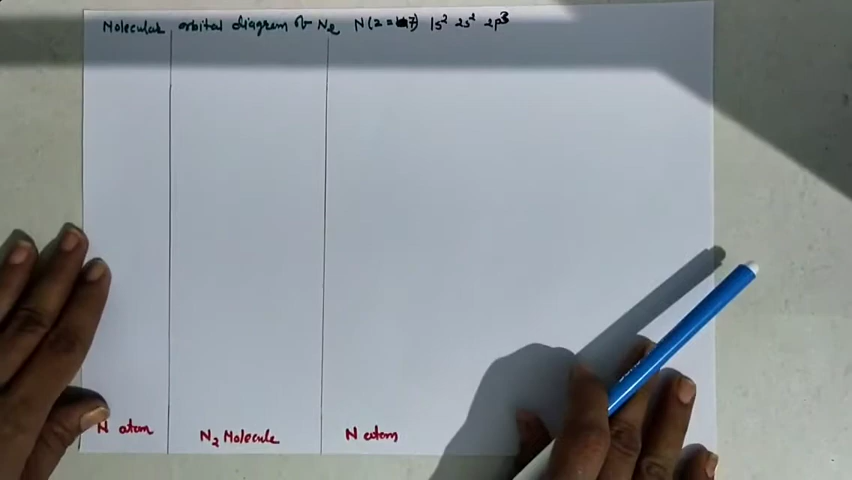 Molecular orbital diagram of N₂ N(z=7) 1s² 2s² 2p³
N atom N₂ Molecule N atom